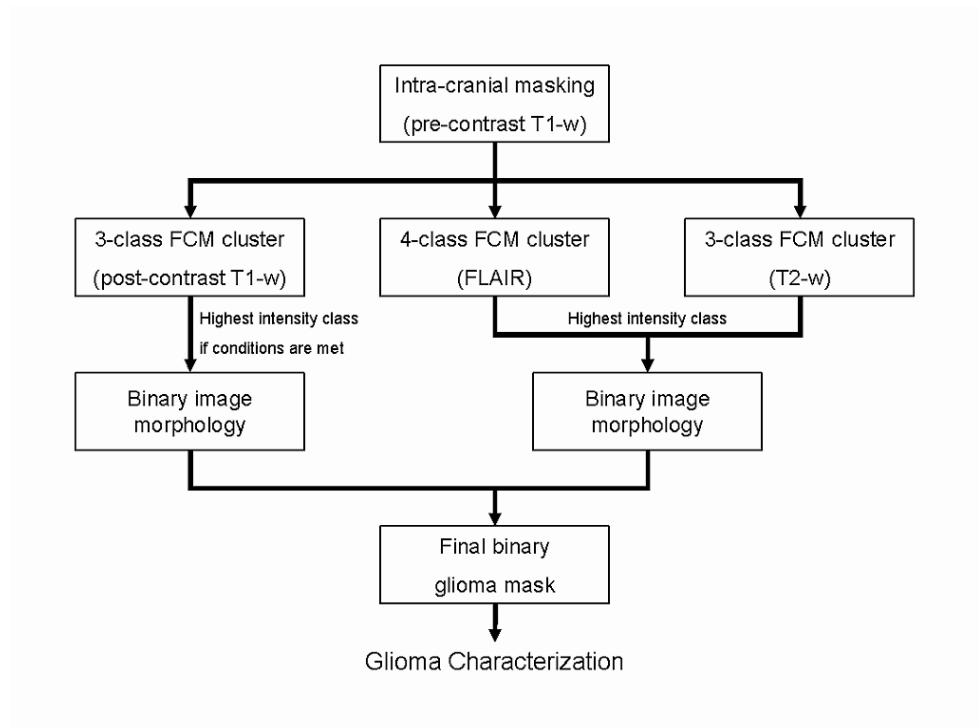 Intra-cranial masking
(pre-contrast T1-w)
3-class FCM cluster
(post-contrast T1-w)
4-class FCM cluster
(FLAIR)
3-class FCM cluster
(T2-w)
Highest intensity class
if conditions are met
Highest intensity class
Binary image
morphology
Binary image
morphology
Final binary
glioma mask
Glioma Characterization